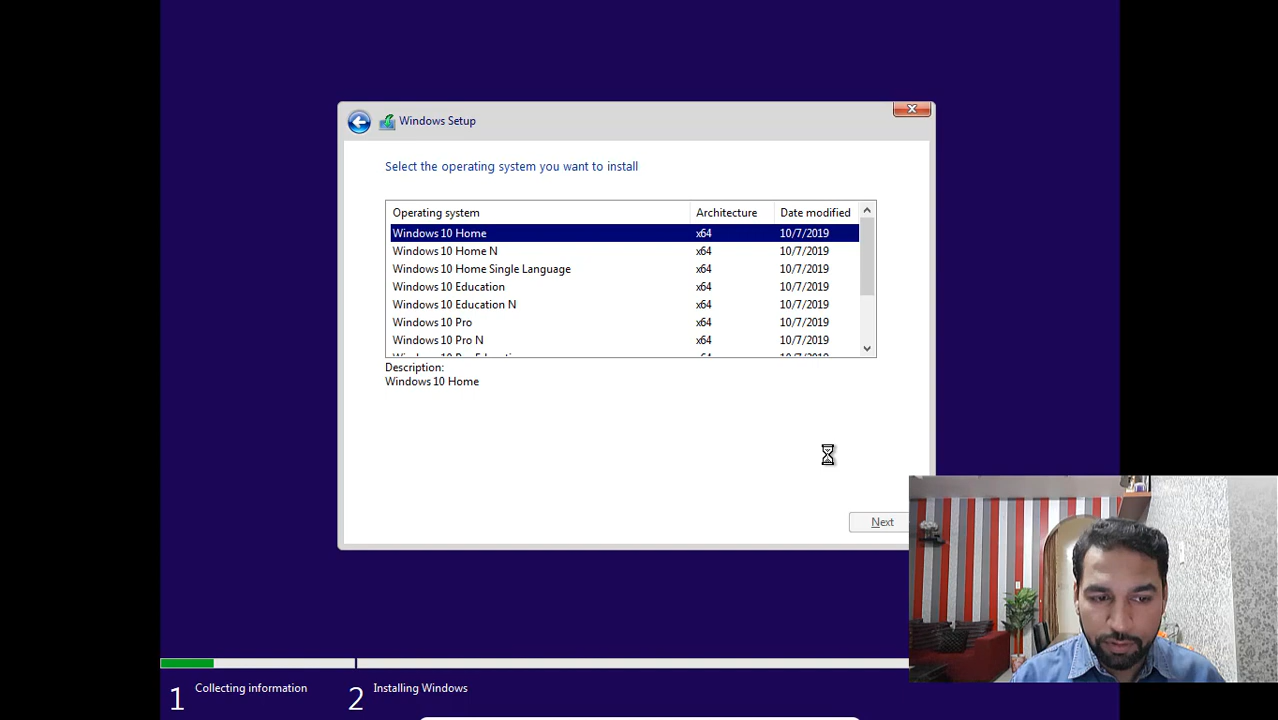 Windows Setup
Select the operating system you want to install
Operating system Architecture Date modified
Windows 10 Home x64 10/7/2019
Windows 10 Home N x64 10/7/2019
Windows 10 Home Single Language x64 10/7/2019
Windows 10 Education x64 10/7/2019
Windows 10 Education N x64 10/7/2019
Windows 10 Pro x64 10/7/2019
Windows 10 Pro N x64 10/7/2019
Description:
Windows 10 Home
Next
1 Collecting information 2 Installing Windows